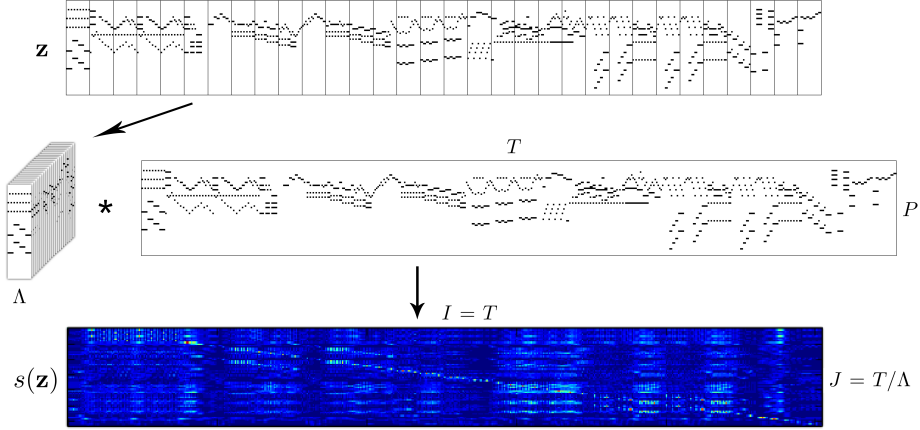 z
T
*
P
Λ
I = T
s(z)
J = T/Λ